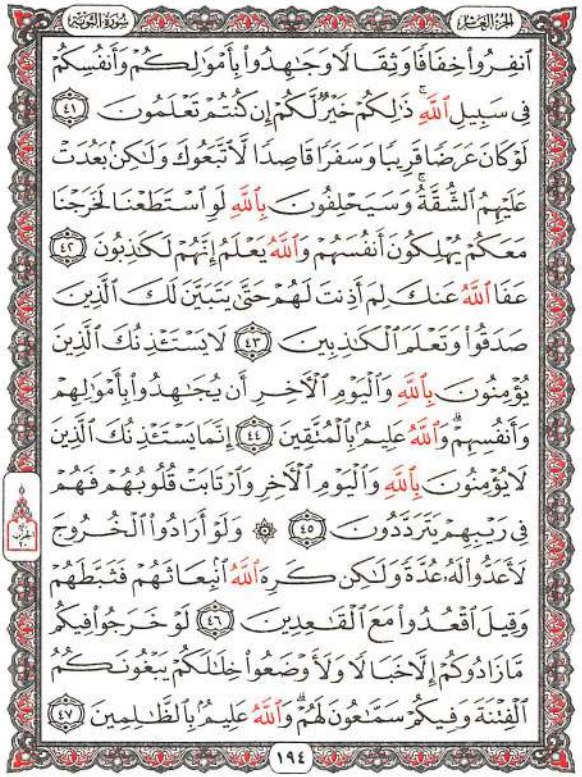 الجزء العاشر
سورة التوبة
ٱنفِرُوا۟ خِفَافًا وَثِقَالًا وَجَٰهِدُوا۟ بِأَمْوَٰلِكُمْ وَأَنفُسِكُمْ
فِى سَبِيلِ ٱللَّهِ ۚ ذَٰلِكُمْ خَيْرٌ لَّكُمْ إِن كُنتُمْ تَعْلَمُونَ ٤١
لَوْ كَانَ عَرَضًا قَرِيبًا وَسَفَرًا قَاصِدًا لَّٱتَّبَعُوكَ وَلَٰكِنۢ بَعُدَتْ
عَلَيْهِمُ ٱلشُّقَّةُ ۚ وَسَيَحْلِفُونَ بِٱللَّهِ لَوِ ٱسْتَطَعْنَا لَخَرَجْنَا
مَعَكُمْ يُهْلِكُونَ أَنفُسَهُمْ وَٱللَّهُ يَعْلَمُ إِنَّهُمْ لَكَٰذِبُونَ ٤٢
عَفَا ٱللَّهُ عَنكَ لِمَ أَذِنتَ لَهُمْ حَتَّىٰ يَتَبَيَّنَ لَكَ ٱلَّذِينَ
صَدَقُوا۟ وَتَعْلَمَ ٱلْكَٰذِبِينَ ٤٣ لَا يَسْتَـْٔذِنُكَ ٱلَّذِينَ
يُؤْمِنُونَ بِٱللَّهِ وَٱلْيَوْمِ ٱلْـَٔاخِرِ أَن يُجَٰهِدُوا۟ بِأَمْوَٰلِهِمْ
وَأَنفُسِهِمْ ۗ وَٱللَّهُ عَلِيمٌۢ بِٱلْمُتَّقِينَ ٤٤ إِنَّمَا يَسْتَـْٔذِنُكَ ٱلَّذِينَ
لَا يُؤْمِنُونَ بِٱللَّهِ وَٱلْيَوْمِ ٱلْـَٔاخِرِ وَٱرْتَابَتْ قُلُوبُهُمْ فَهُمْ
فِى رَيْبِهِمْ يَتَرَدَّدُونَ ٤٥ ۞ وَلَوْ أَرَادُوا۟ ٱلْخُرُوجَ
لَأَعَدُّوا۟ لَهُۥ عُدَّةً وَلَٰكِن كَرِهَ ٱللَّهُ ٱنۢبِعَاثَهُمْ فَثَبَّطَهُمْ
وَقِيلَ ٱقْعُدُوا۟ مَعَ ٱلْقَٰعِدِينَ ٤٦ لَوْ خَرَجُوا۟ فِيكُم
مَّا زَادُوكُمْ إِلَّا خَبَالًا وَلَأَوْضَعُوا۟ خِلَٰلَكُمْ يَبْغُونَكُمُ
ٱلْفِتْنَةَ وَفِيكُمْ سَمَّٰعُونَ لَهُمْ ۗ وَٱللَّهُ عَلِيمٌۢ بِٱلظَّٰلِمِينَ ٤٧
١٩٤